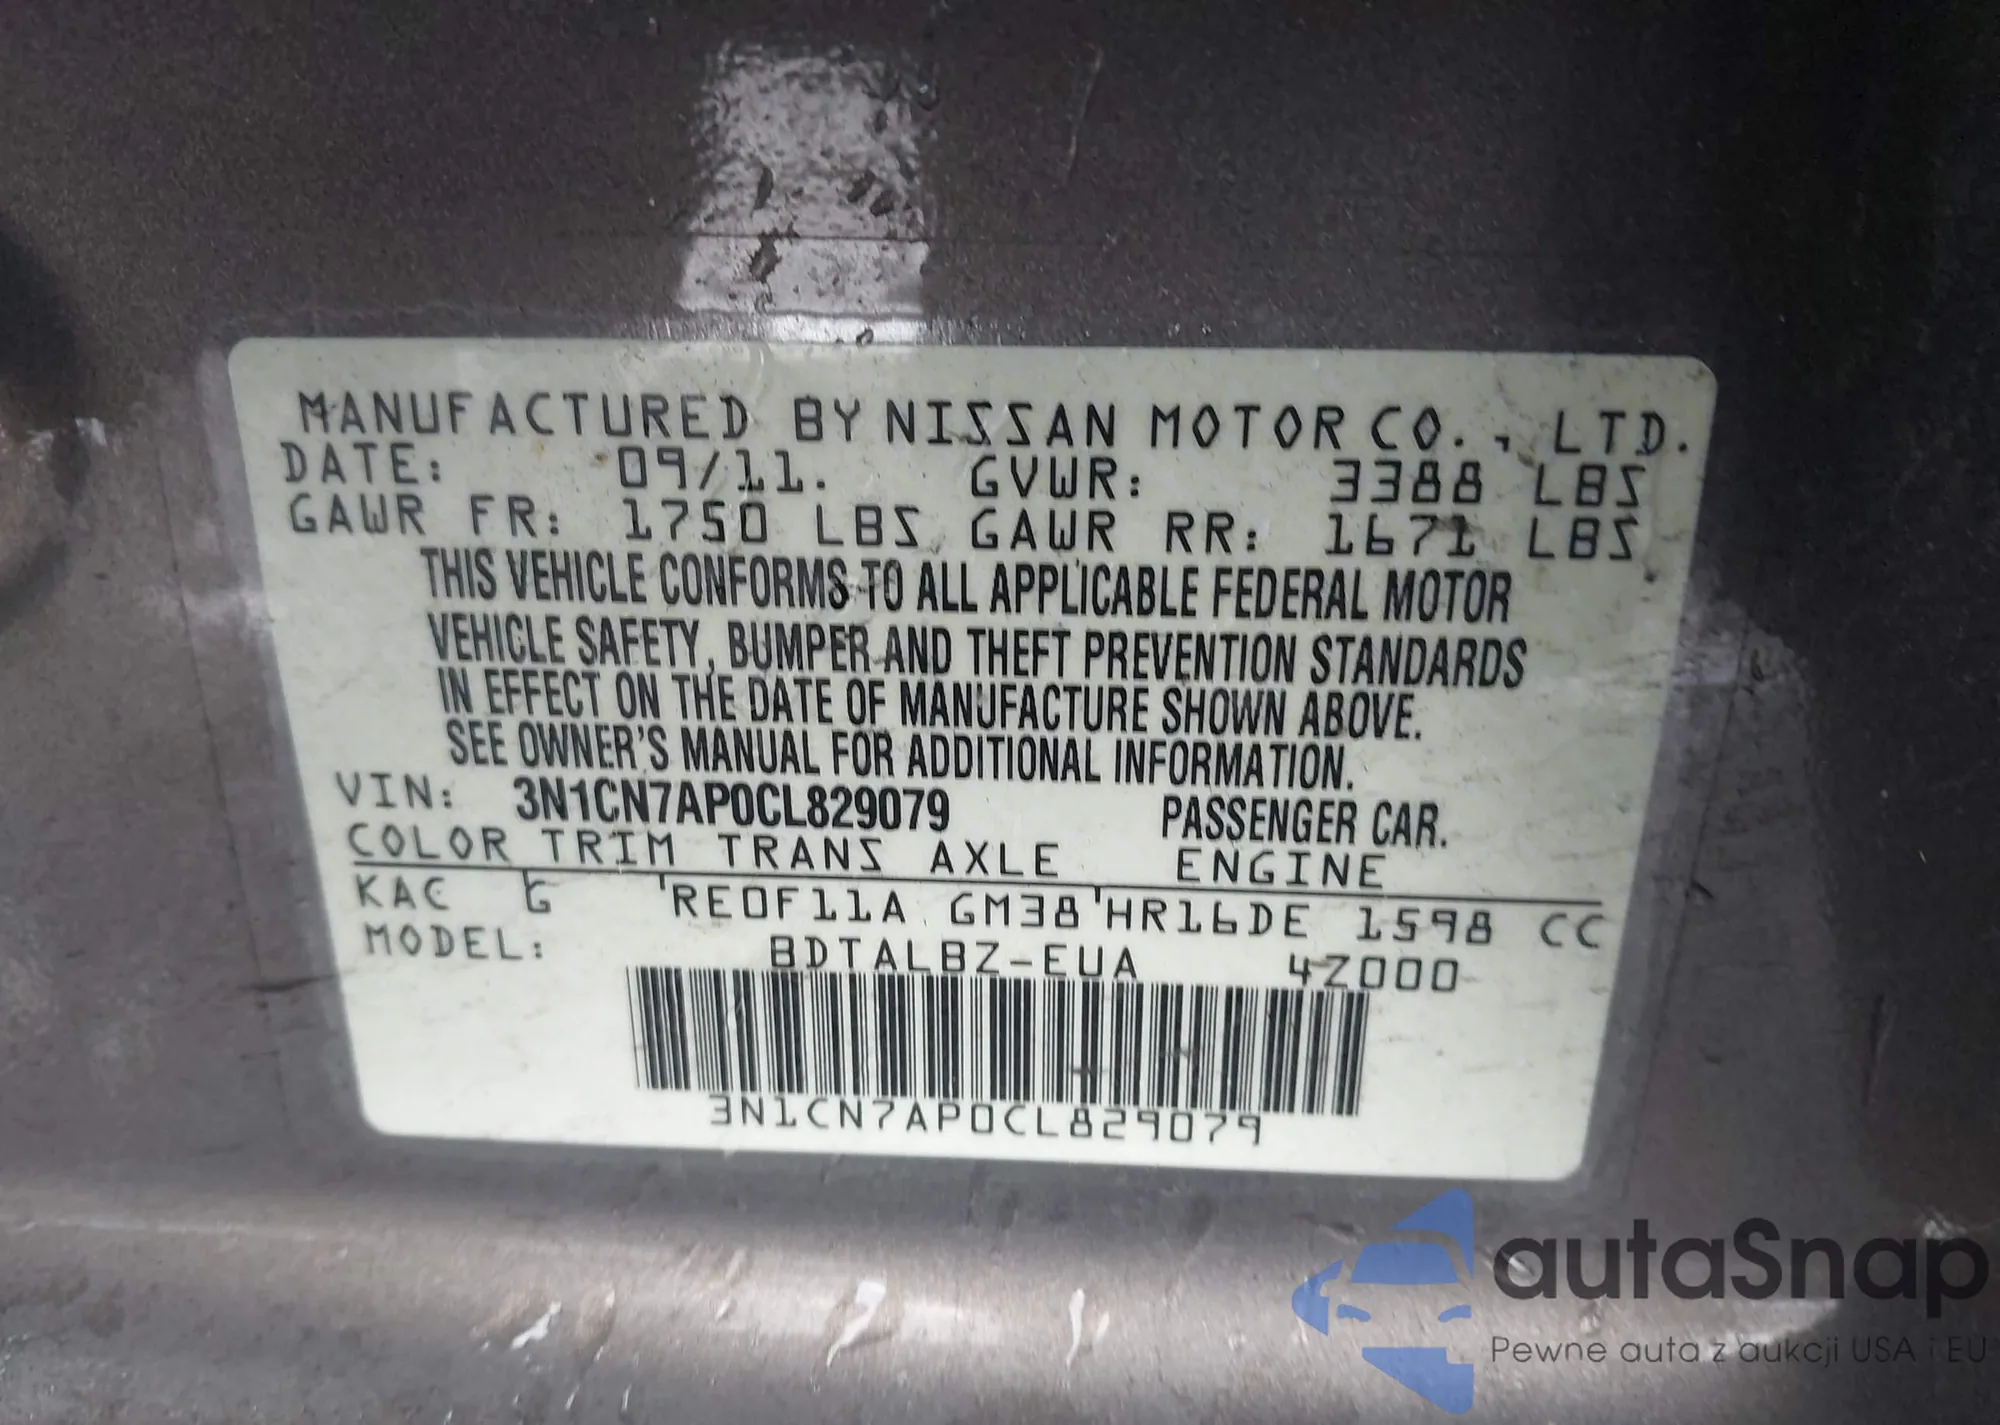 MANUFACTURED BY NISSAN MOTOR CO., LTD.
DATE: 09/11. GVWR: 3388 LBS
GAWR FR: 1750 LBS GAWR RR: 1671 LBS
THIS VEHICLE CONFORMS TO ALL APPLICABLE FEDERAL MOTOR
VEHICLE SAFETY, BUMPER AND THEFT PREVENTION STANDARDS
IN EFFECT ON THE DATE OF MANUFACTURE SHOWN ABOVE.
SEE OWNER'S MANUAL FOR ADDITIONAL INFORMATION.
VIN: 3N1CN7AP0CL829079 PASSENGER CAR.
COLOR TRIM TRANS AXLE ENGINE
KAC G RE0F11A GM38 HR16DE 1598 CC
MODEL: BDTALBZ-EUA 4Z000
3N1CN7AP0CL829079
autaSnap
Pewne auta z aukcji USA i EU